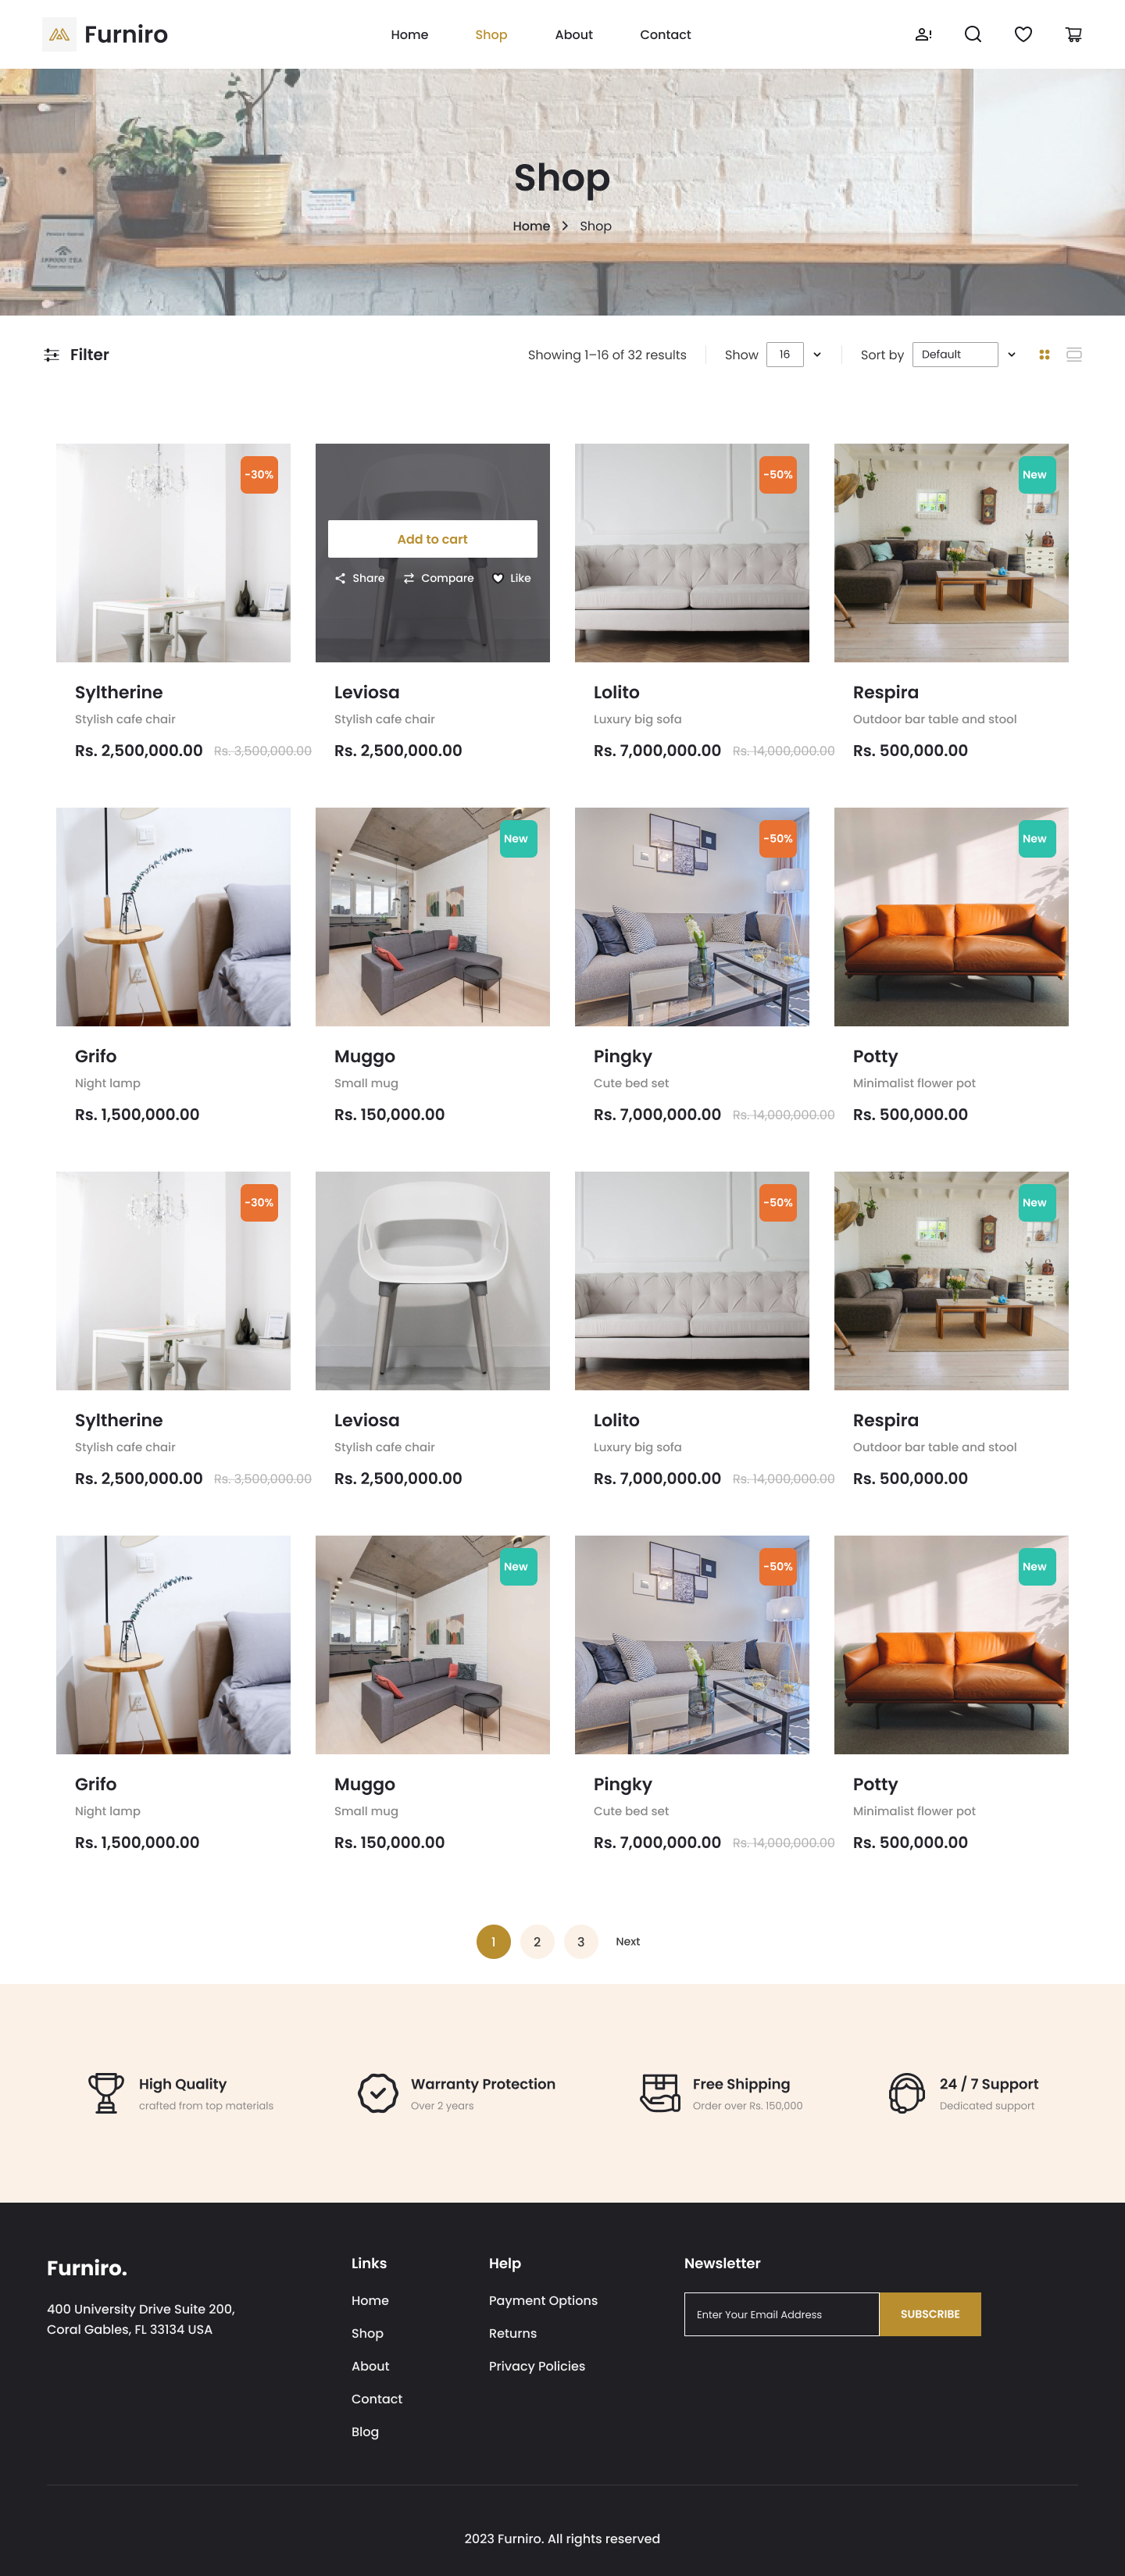 Furniro
Home Shop About Contact
Shop
Home Shop
Filter
Showing 1–16 of 32 results Show 16 Sort by Default
-30%
Add to cart
Share Compare Like
-50%
New
Syltherine
Stylish cafe chair
Rs. 2,500,000.00 Rs. 3,500,000.00
Leviosa
Stylish cafe chair
Rs. 2,500,000.00
Lolito
Luxury big sofa
Rs. 7,000,000.00 Rs. 14,000,000.00
Respira
Outdoor bar table and stool
Rs. 500,000.00
New
-50%
New
Grifo
Night lamp
Rs. 1,500,000.00
Muggo
Small mug
Rs. 150,000.00
Pingky
Cute bed set
Rs. 7,000,000.00 Rs. 14,000,000.00
Potty
Minimalist flower pot
Rs. 500,000.00
-30%
-50%
New
Syltherine
Stylish cafe chair
Rs. 2,500,000.00 Rs. 3,500,000.00
Leviosa
Stylish cafe chair
Rs. 2,500,000.00
Lolito
Luxury big sofa
Rs. 7,000,000.00 Rs. 14,000,000.00
Respira
Outdoor bar table and stool
Rs. 500,000.00
New
-50%
New
Grifo
Night lamp
Rs. 1,500,000.00
Muggo
Small mug
Rs. 150,000.00
Pingky
Cute bed set
Rs. 7,000,000.00 Rs. 14,000,000.00
Potty
Minimalist flower pot
Rs. 500,000.00
1 2 3 Next
High Quality
crafted from top materials
Warranty Protection
Over 2 years
Free Shipping
Order over Rs. 150,000
24 / 7 Support
Dedicated support
Furniro.
400 University Drive Suite 200,
Coral Gables, FL 33134 USA
Links
Home
Shop
About
Contact
Blog
Help
Payment Options
Returns
Privacy Policies
Newsletter
Enter Your Email Address SUBSCRIBE
2023 Furniro. All rights reserved